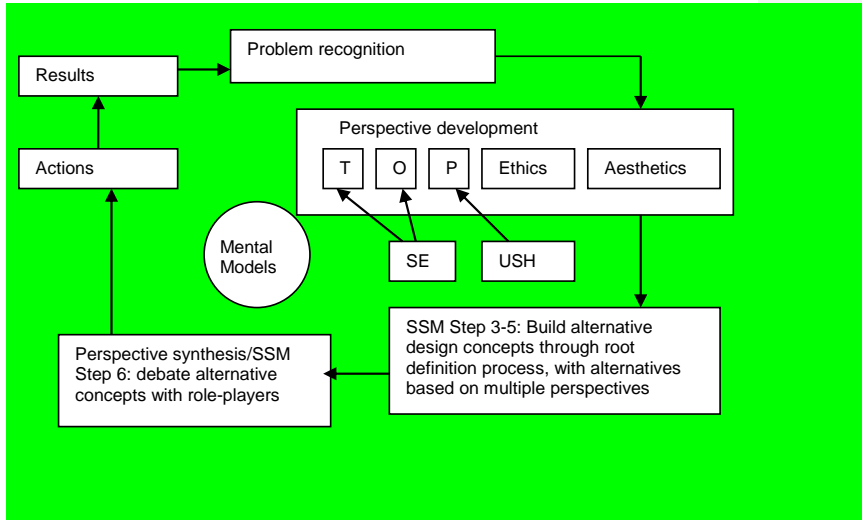 Problem recognition
Results
Perspective development
Actions
T
O
P
Ethics
Aesthetics
Mental
Models
SE
USH
SSM Step 3-5: Build alternative
design concepts through root
definition process, with alternatives
based on multiple perspectives
Perspective synthesis/SSM
Step 6: debate alternative
concepts with role-players